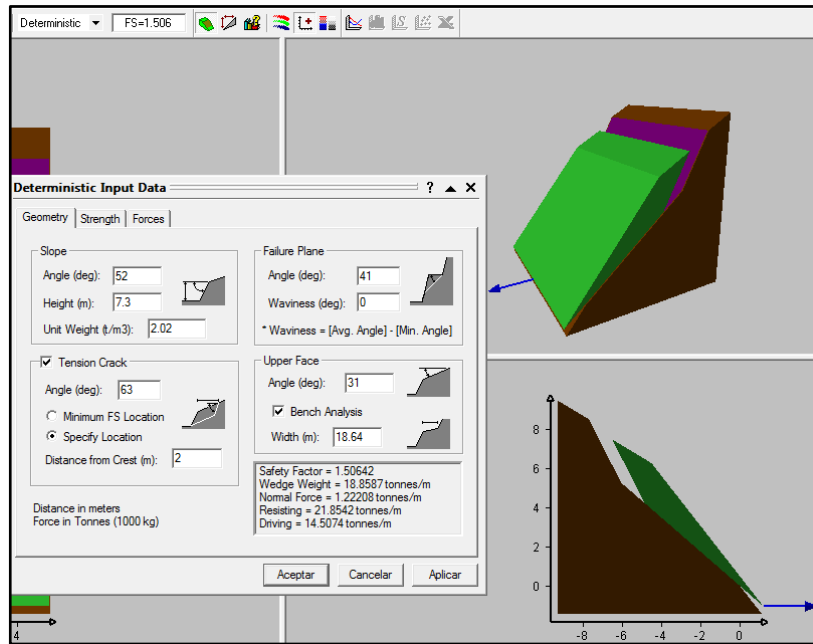 Deterministic FS=1.506
Deterministic Input Data
Geometry Strength Forces
Slope
Angle (deg): 52
Height (m): 7.3
Unit Weight (t/m3): 2.02
Failure Plane
Angle (deg): 41
Waviness (deg): 0
* Waviness = [Avg. Angle] - [Min. Angle]
Tension Crack
Angle (deg): 63
Minimum FS Location
Specify Location
Distance from Crest (m): 2
Upper Face
Angle (deg): 31
Bench Analysis
Width (m): 18.64
Distance in meters
Force in Tonnes (1000 kg)
Safety Factor = 1.50642
Wedge Weight = 18.8587 tonnes/m
Normal Force = 1.22208 tonnes/m
Resisting = 21.8542 tonnes/m
Driving = 14.5074 tonnes/m
Aceptar Cancelar Aplicar
4
8
6
4
2
0
-8 -6 -4 -2 0